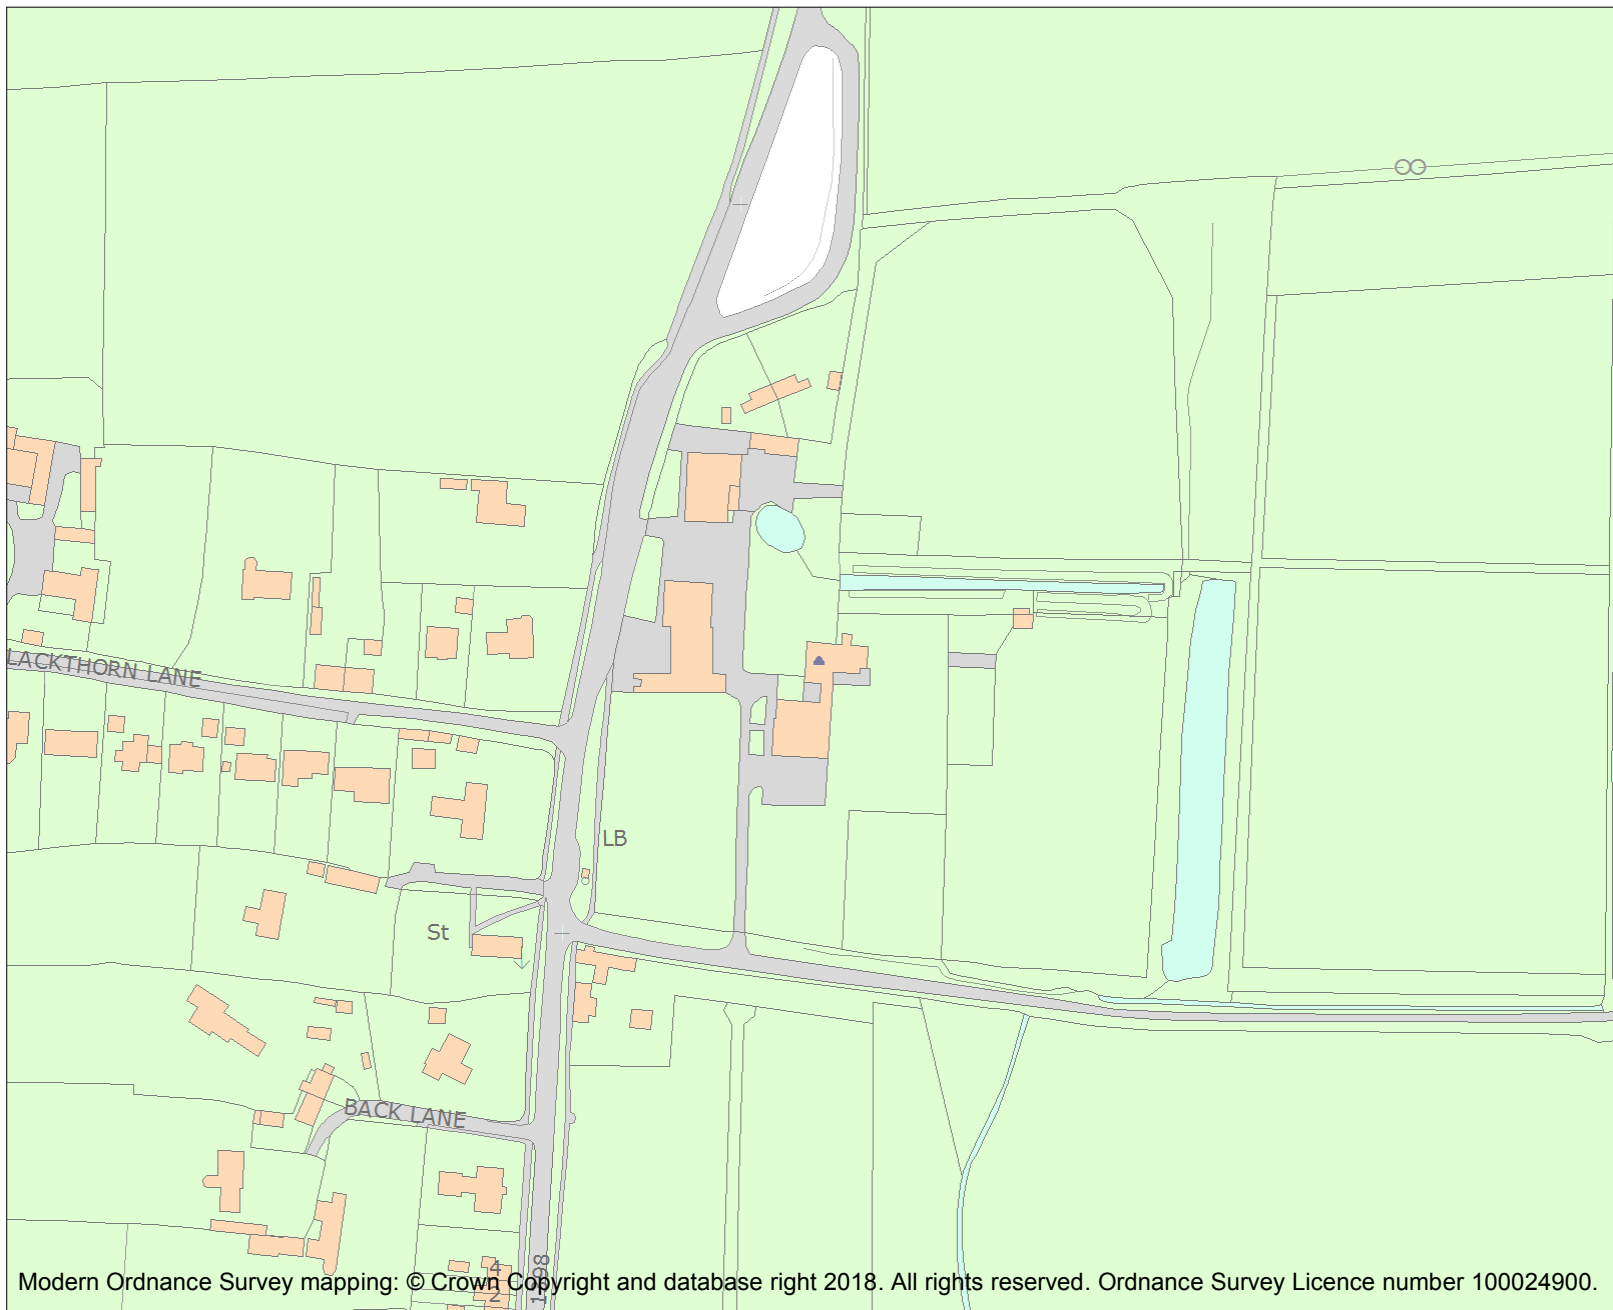 LACKTHORN LANE
LB
St
BACK LANE
4
2
Modern Ordnance Survey mapping: © Crown Copyright and database right 2018. All rights reserved. Ordnance Survey Licence number 100024900.